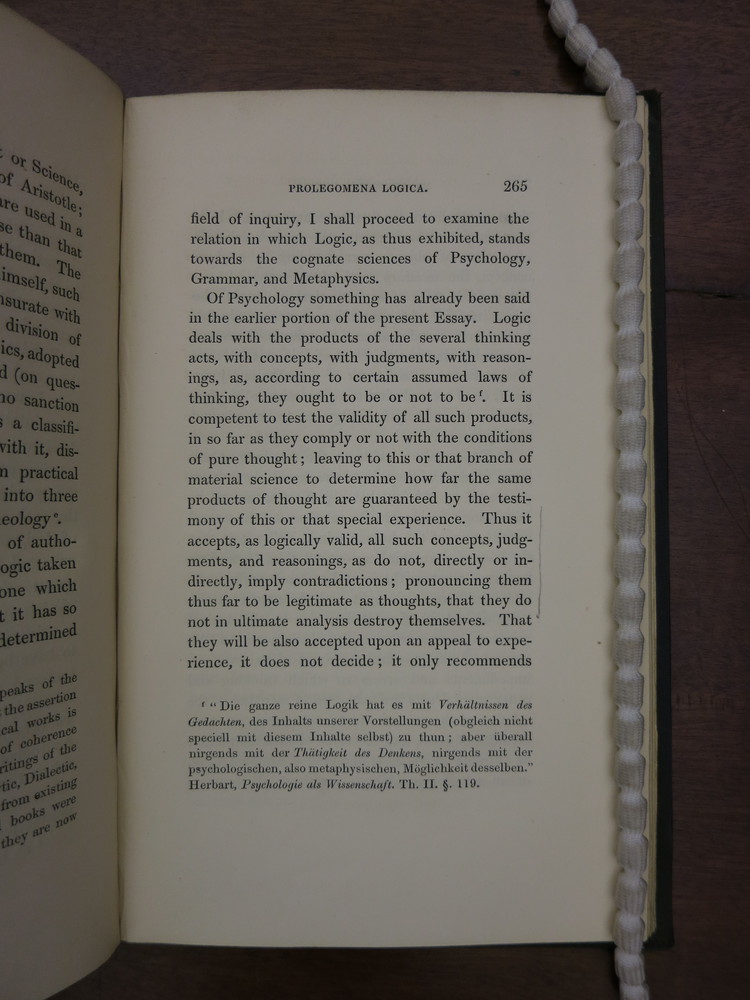 t or Science,
of Aristotle;
are used in a
se than that
them. The
imself, such
nsurate with
division of
ics, adopted
d (on ques-
no sanction
s a classifi-
with it, dis-
n practical
into three
eology e.
of autho-
ogic taken
one which
t it has so
determined
peaks of the
the assertion
cal works is
of coherence
ritings of the
tic, Dialectic,
from existing
books were
they are now
PROLEGOMENA LOGICA. 265
field of inquiry, I shall proceed to examine the
relation in which Logic, as thus exhibited, stands
towards the cognate sciences of Psychology,
Grammar, and Metaphysics.
Of Psychology something has already been said
in the earlier portion of the present Essay. Logic
deals with the products of the several thinking
acts, with concepts, with judgments, with reason-
ings, as, according to certain assumed laws of
thinking, they ought to be or not to be f. It is
competent to test the validity of all such products,
in so far as they comply or not with the conditions
of pure thought; leaving to this or that branch of
material science to determine how far the same
products of thought are guaranteed by the testi-
mony of this or that special experience. Thus it
accepts, as logically valid, all such concepts, judg-
ments, and reasonings, as do not, directly or in-
directly, imply contradictions; pronouncing them
thus far to be legitimate as thoughts, that they do
not in ultimate analysis destroy themselves. That
they will be also accepted upon an appeal to expe-
rience, it does not decide; it only recommends
f "Die ganze reine Logik hat es mit Verhältnissen des
Gedachten, des Inhalts unserer Vorstellungen (obgleich nicht
speciell mit diesem Inhalte selbst) zu thun; aber überall
nirgends mit der Thätigkeit des Denkens, nirgends mit der
psychologischen, also metaphysischen, Möglichkeit desselben."
Herbart, Psychologie als Wissenschaft. Th. II. §. 119.